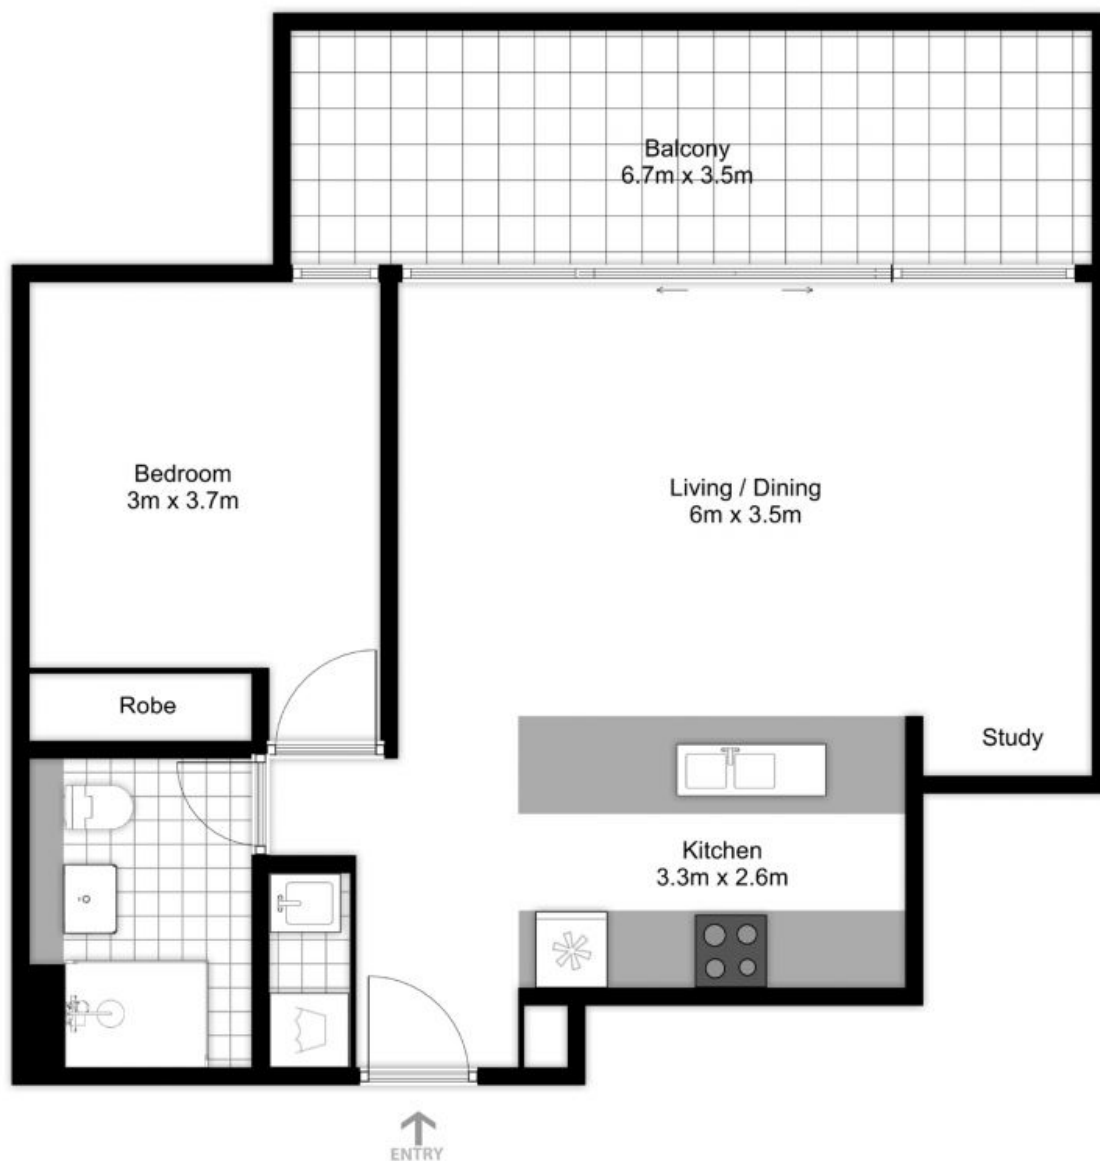 Balcony
6.7m x 3.5m
Bedroom
3m x 3.7m
Living / Dining
6m x 3.5m
Robe
Study
Kitchen
3.3m x 2.6m
ENTRY